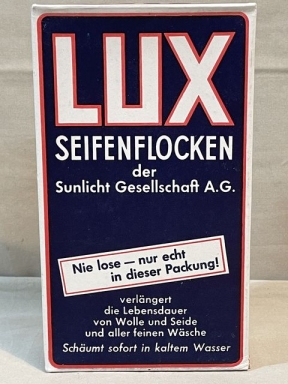 LUX
SEIFENFLOCKEN
der
Sunlicht Gesellschaft A.G.
Nie lose — nur echt
in dieser Packung!
verlängert
die Lebensdauer
von Wolle und Seide
und aller feinen Wäsche
Schäumt sofort in kaltem Wasser